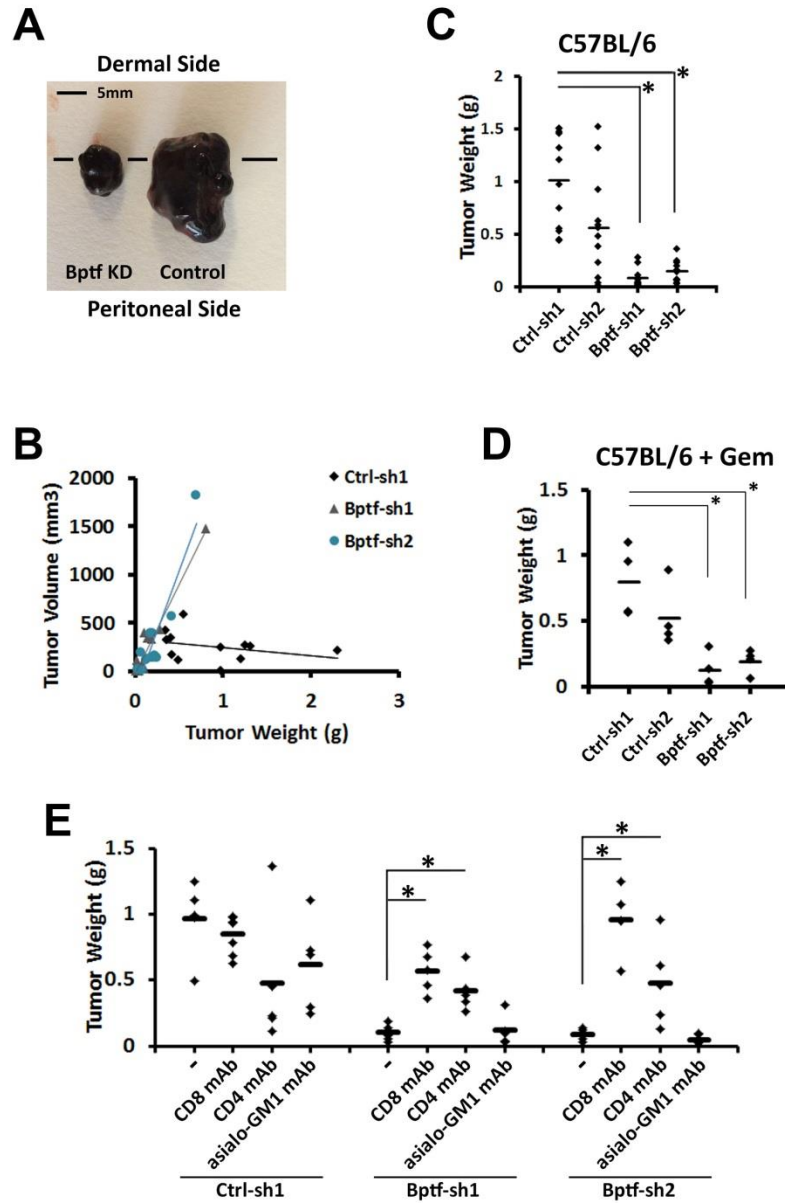 A
Dermal Side
5mm
Bptf KD
Control
Peritoneal Side
B
Tumor Volume (mm3)
2000
1500
1000
500
0
0
1
2
3
Tumor Weight (g)
Ctrl-sh1
Bptf-sh1
Bptf-sh2
C
C57BL/6
Tumor Weight (g)
2
1.5
1
0.5
0
*
*
Ctrl-sh1
Ctrl-sh2
Bptf-sh1
Bptf-sh2
D
C57BL/6 + Gem
Tumor Weight (g)
1.5
1
0.5
0
*
*
Ctrl-sh1
Ctrl-sh2
Bptf-sh1
Bptf-sh2
E
Tumor Weight (g)
1.5
1
0.5
0
*
*
*
*
-
CD8 mAb
CD4 mAb
asialo-GM1 mAb
-
CD8 mAb
CD4 mAb
asialo-GM1 mAb
-
CD8 mAb
CD4 mAb
asialo-GM1 mAb
Ctrl-sh1
Bptf-sh1
Bptf-sh2